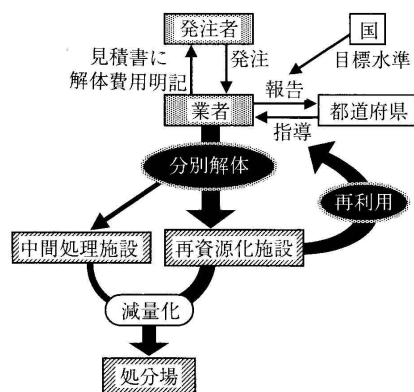 発注者
国
見積書に
解体費用明記
発注
目標水準
報告
業者
都道府県
指導
分別解体
再利用
中間処理施設
再資源化施設
減量化
処分場